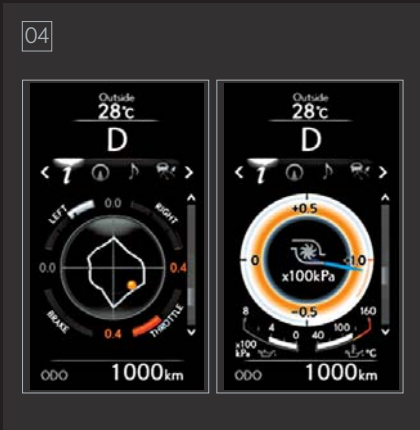 04
Outside
28℃
D
LEFT
0.0
RIGHT
0.0
0.4
BRAKE
0.4
THROTTLE
ODO
1000km
Outside
28℃
D
+0.5
0
1.0
x100kPa
-0.5
8
4
0
40
100
160
x100
kPa
℃
ODO
1000km